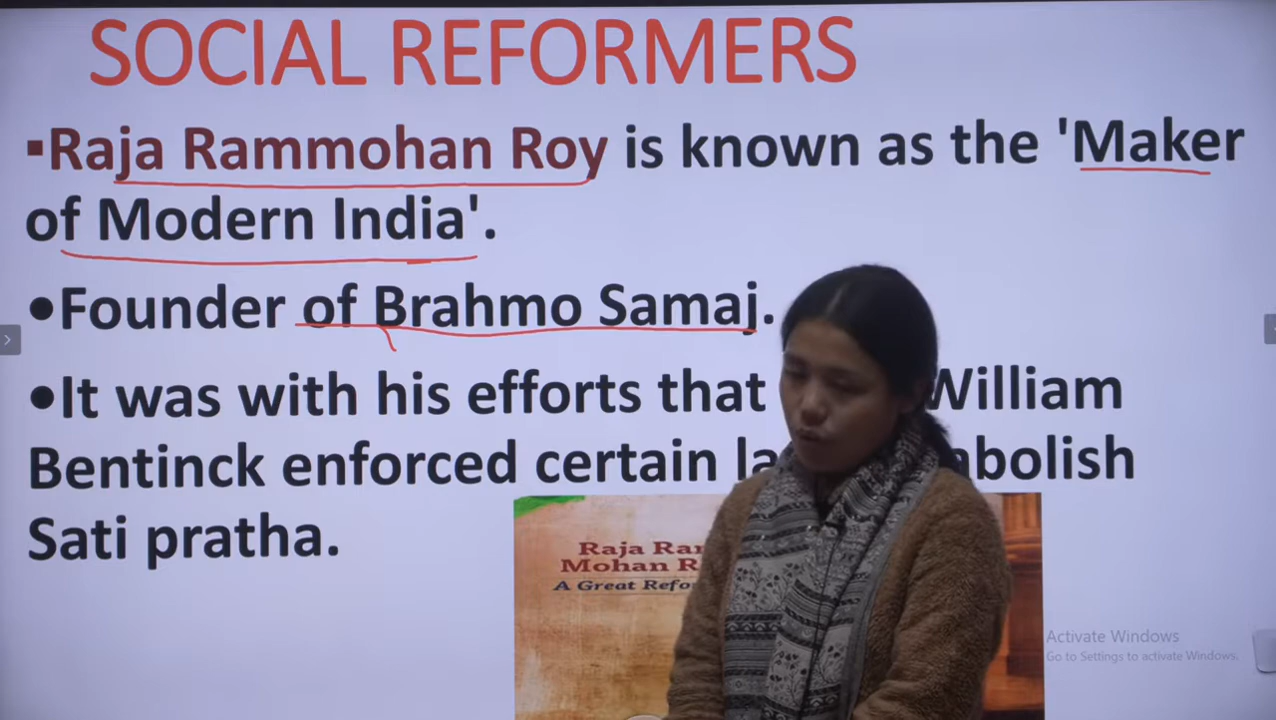 SOCIAL REFORMERS
▪Raja Rammohan Roy is known as the 'Maker
of Modern India'.
•Founder of Brahmo Samaj.
•It was with his efforts that William
Bentinck enforced certain abolish
Sati pratha.
Raja
Mohan
A Great
Activate Windows
Go to Settings to activate Windows.